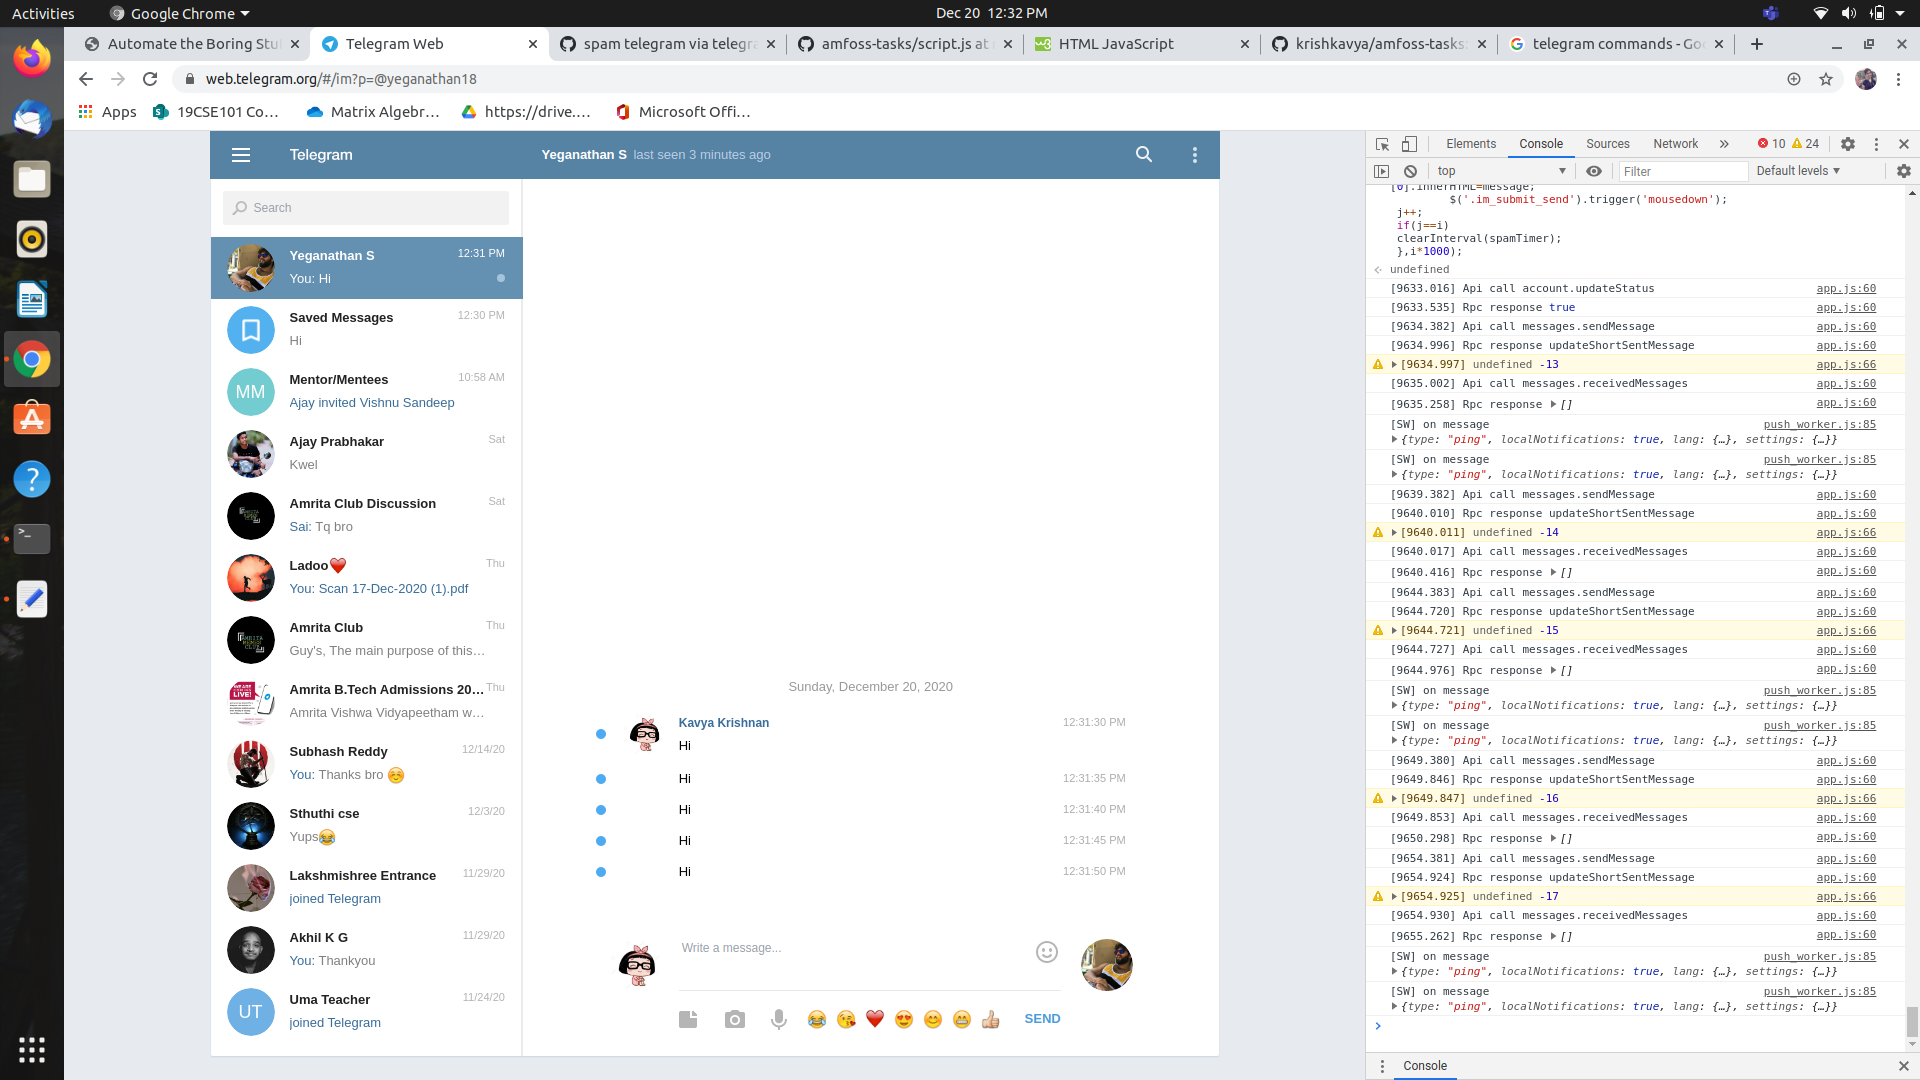 Activities
Google Chrome
Dec 20 12:32 PM
Automate the Boring Stu
Telegram Web
spam telegram via telegra
amfoss-tasks/script.js at
HTML JavaScript
krishkavya/amfoss-tasks:
telegram commands - Goo
web.telegram.org/#/im?p=@yeganathan18
Apps
19CSE101 Co…
Matrix Algebr…
https://drive.…
Microsoft Offi…
Telegram
Yeganathan S last seen 3 minutes ago
Search
Yeganathan S 12:31 PM
You: Hi
Saved Messages 12:30 PM
Hi
MM
Mentor/Mentees 10:58 AM
Ajay invited Vishnu Sandeep
Ajay Prabhakar Sat
Kwel
Amrita Club Discussion Sat
Sai: Tq bro
Ladoo❤️ Thu
You: Scan 17-Dec-2020 (1).pdf
Amrita Club Thu
Guy's, The main purpose of this…
Amrita B.Tech Admissions 20… Thu
Amrita Vishwa Vidyapeetham w…
Subhash Reddy 12/14/20
You: Thanks bro ☺️
Sthuthi cse 12/3/20
Yups😂
Lakshmishree Entrance 11/29/20
joined Telegram
Akhil K G 11/29/20
You: Thankyou
UT
Uma Teacher 11/24/20
joined Telegram
Sunday, December 20, 2020
Kavya Krishnan 12:31:30 PM
Hi
Hi 12:31:35 PM
Hi 12:31:40 PM
Hi 12:31:45 PM
Hi 12:31:50 PM
Write a message...
SEND
Elements Console Sources Network » 10 24
top Filter Default levels
[0].innerHTML=message;
$('.im_submit_send').trigger('mousedown');
j++;
if(j==i)
clearInterval(spamTimer);
},i*1000);
undefined
[9633.016] Api call account.updateStatus app.js:60
[9633.535] Rpc response true app.js:60
[9634.382] Api call messages.sendMessage app.js:60
[9634.996] Rpc response updateShortSentMessage app.js:60
[9634.997] undefined -13 app.js:66
[9635.002] Api call messages.receivedMessages app.js:60
[9635.258] Rpc response ▶[] app.js:60
[SW] on message push_worker.js:85
▶{type: "ping", localNotifications: true, lang: {…}, settings: {…}}
[SW] on message push_worker.js:85
▶{type: "ping", localNotifications: true, lang: {…}, settings: {…}}
[9639.382] Api call messages.sendMessage app.js:60
[9640.010] Rpc response updateShortSentMessage app.js:60
[9640.011] undefined -14 app.js:66
[9640.017] Api call messages.receivedMessages app.js:60
[9640.416] Rpc response ▶[] app.js:60
[9644.383] Api call messages.sendMessage app.js:60
[9644.720] Rpc response updateShortSentMessage app.js:60
[9644.721] undefined -15 app.js:66
[9644.727] Api call messages.receivedMessages app.js:60
[9644.976] Rpc response ▶[] app.js:60
[SW] on message push_worker.js:85
▶{type: "ping", localNotifications: true, lang: {…}, settings: {…}}
[SW] on message push_worker.js:85
▶{type: "ping", localNotifications: true, lang: {…}, settings: {…}}
[9649.380] Api call messages.sendMessage app.js:60
[9649.846] Rpc response updateShortSentMessage app.js:60
[9649.847] undefined -16 app.js:66
[9649.853] Api call messages.receivedMessages app.js:60
[9650.298] Rpc response ▶[] app.js:60
[9654.381] Api call messages.sendMessage app.js:60
[9654.924] Rpc response updateShortSentMessage app.js:60
[9654.925] undefined -17 app.js:66
[9654.930] Api call messages.receivedMessages app.js:60
[9655.262] Rpc response ▶[] app.js:60
[SW] on message push_worker.js:85
▶{type: "ping", localNotifications: true, lang: {…}, settings: {…}}
[SW] on message push_worker.js:85
▶{type: "ping", localNotifications: true, lang: {…}, settings: {…}}
Console